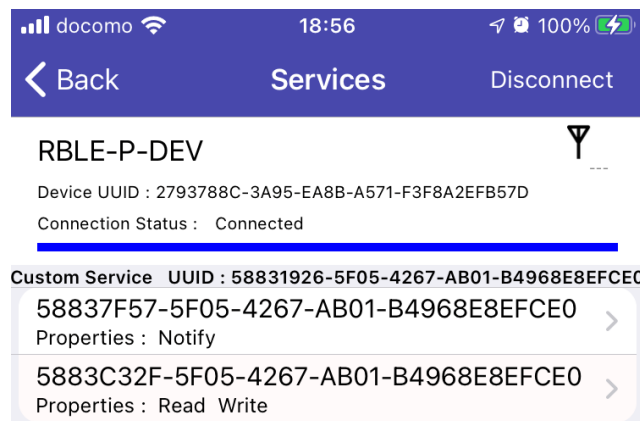 docomo 18:56 100%
Back Services Disconnect
RBLE-P-DEV
---
Device UUID : 2793788C-3A95-EA8B-A571-F3F8A2EFB57D
Connection Status : Connected
Custom Service UUID : 58831926-5F05-4267-AB01-B4968E8EFCE0
58837F57-5F05-4267-AB01-B4968E8EFCE0
Properties : Notify
5883C32F-5F05-4267-AB01-B4968E8EFCE0
Properties : Read Write